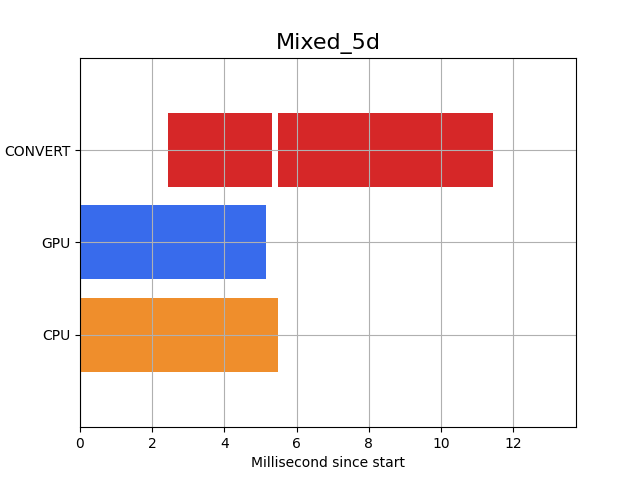 Mixed_5d
CONVERT
GPU
CPU
0 2 4 6 8 10 12
Millisecond since start